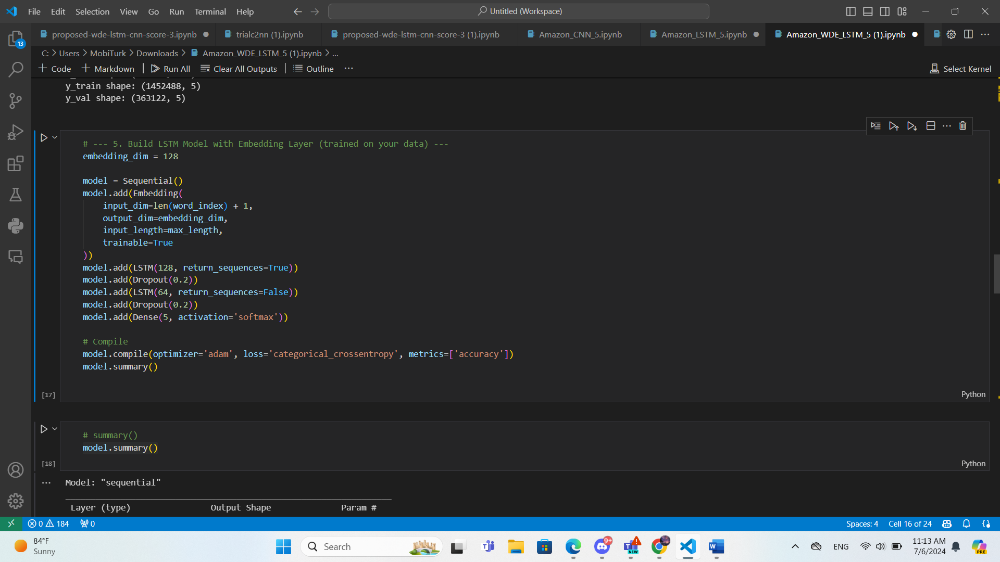 File Edit Selection View Go Run Terminal Help
Untitled (Workspace)
13
proposed-wde-lstm-cnn-score-3.ipynb
trialc2nn (1).ipynb
proposed-wde-lstm-cnn-score-3 (1).ipynb
Amazon_CNN_5.ipynb
Amazon_LSTM_5.ipynb
Amazon_WDE_LSTM_5 (1).ipynb
C: > Users > MobiTurk > Downloads > Amazon_WDE_LSTM_5 (1).ipynb > ...
+ Code + Markdown | Run All Clear All Outputs | Outline ...
Select Kernel
y_train shape: (1452488, 5)
y_val shape: (363122, 5)
# --- 5. Build LSTM Model with Embedding Layer (trained on your data) ---
embedding_dim = 128
model = Sequential()
model.add(Embedding(
input_dim=len(word_index) + 1,
output_dim=embedding_dim,
input_length=max_length,
trainable=True
))
model.add(LSTM(128, return_sequences=True))
model.add(Dropout(0.2))
model.add(LSTM(64, return_sequences=False))
model.add(Dropout(0.2))
model.add(Dense(5, activation='softmax'))
# Compile
model.compile(optimizer='adam', loss='categorical_crossentropy', metrics=['accuracy'])
model.summary()
[17]
Python
# summary()
model.summary()
[18]
Python
... Model: "sequential"
Layer (type) Output Shape Param #
0 184 0
Spaces: 4 Cell 16 of 24
84°F
Sunny
Search
9+
NEW
W
ENG
11:13 AM
7/6/2024
PRE